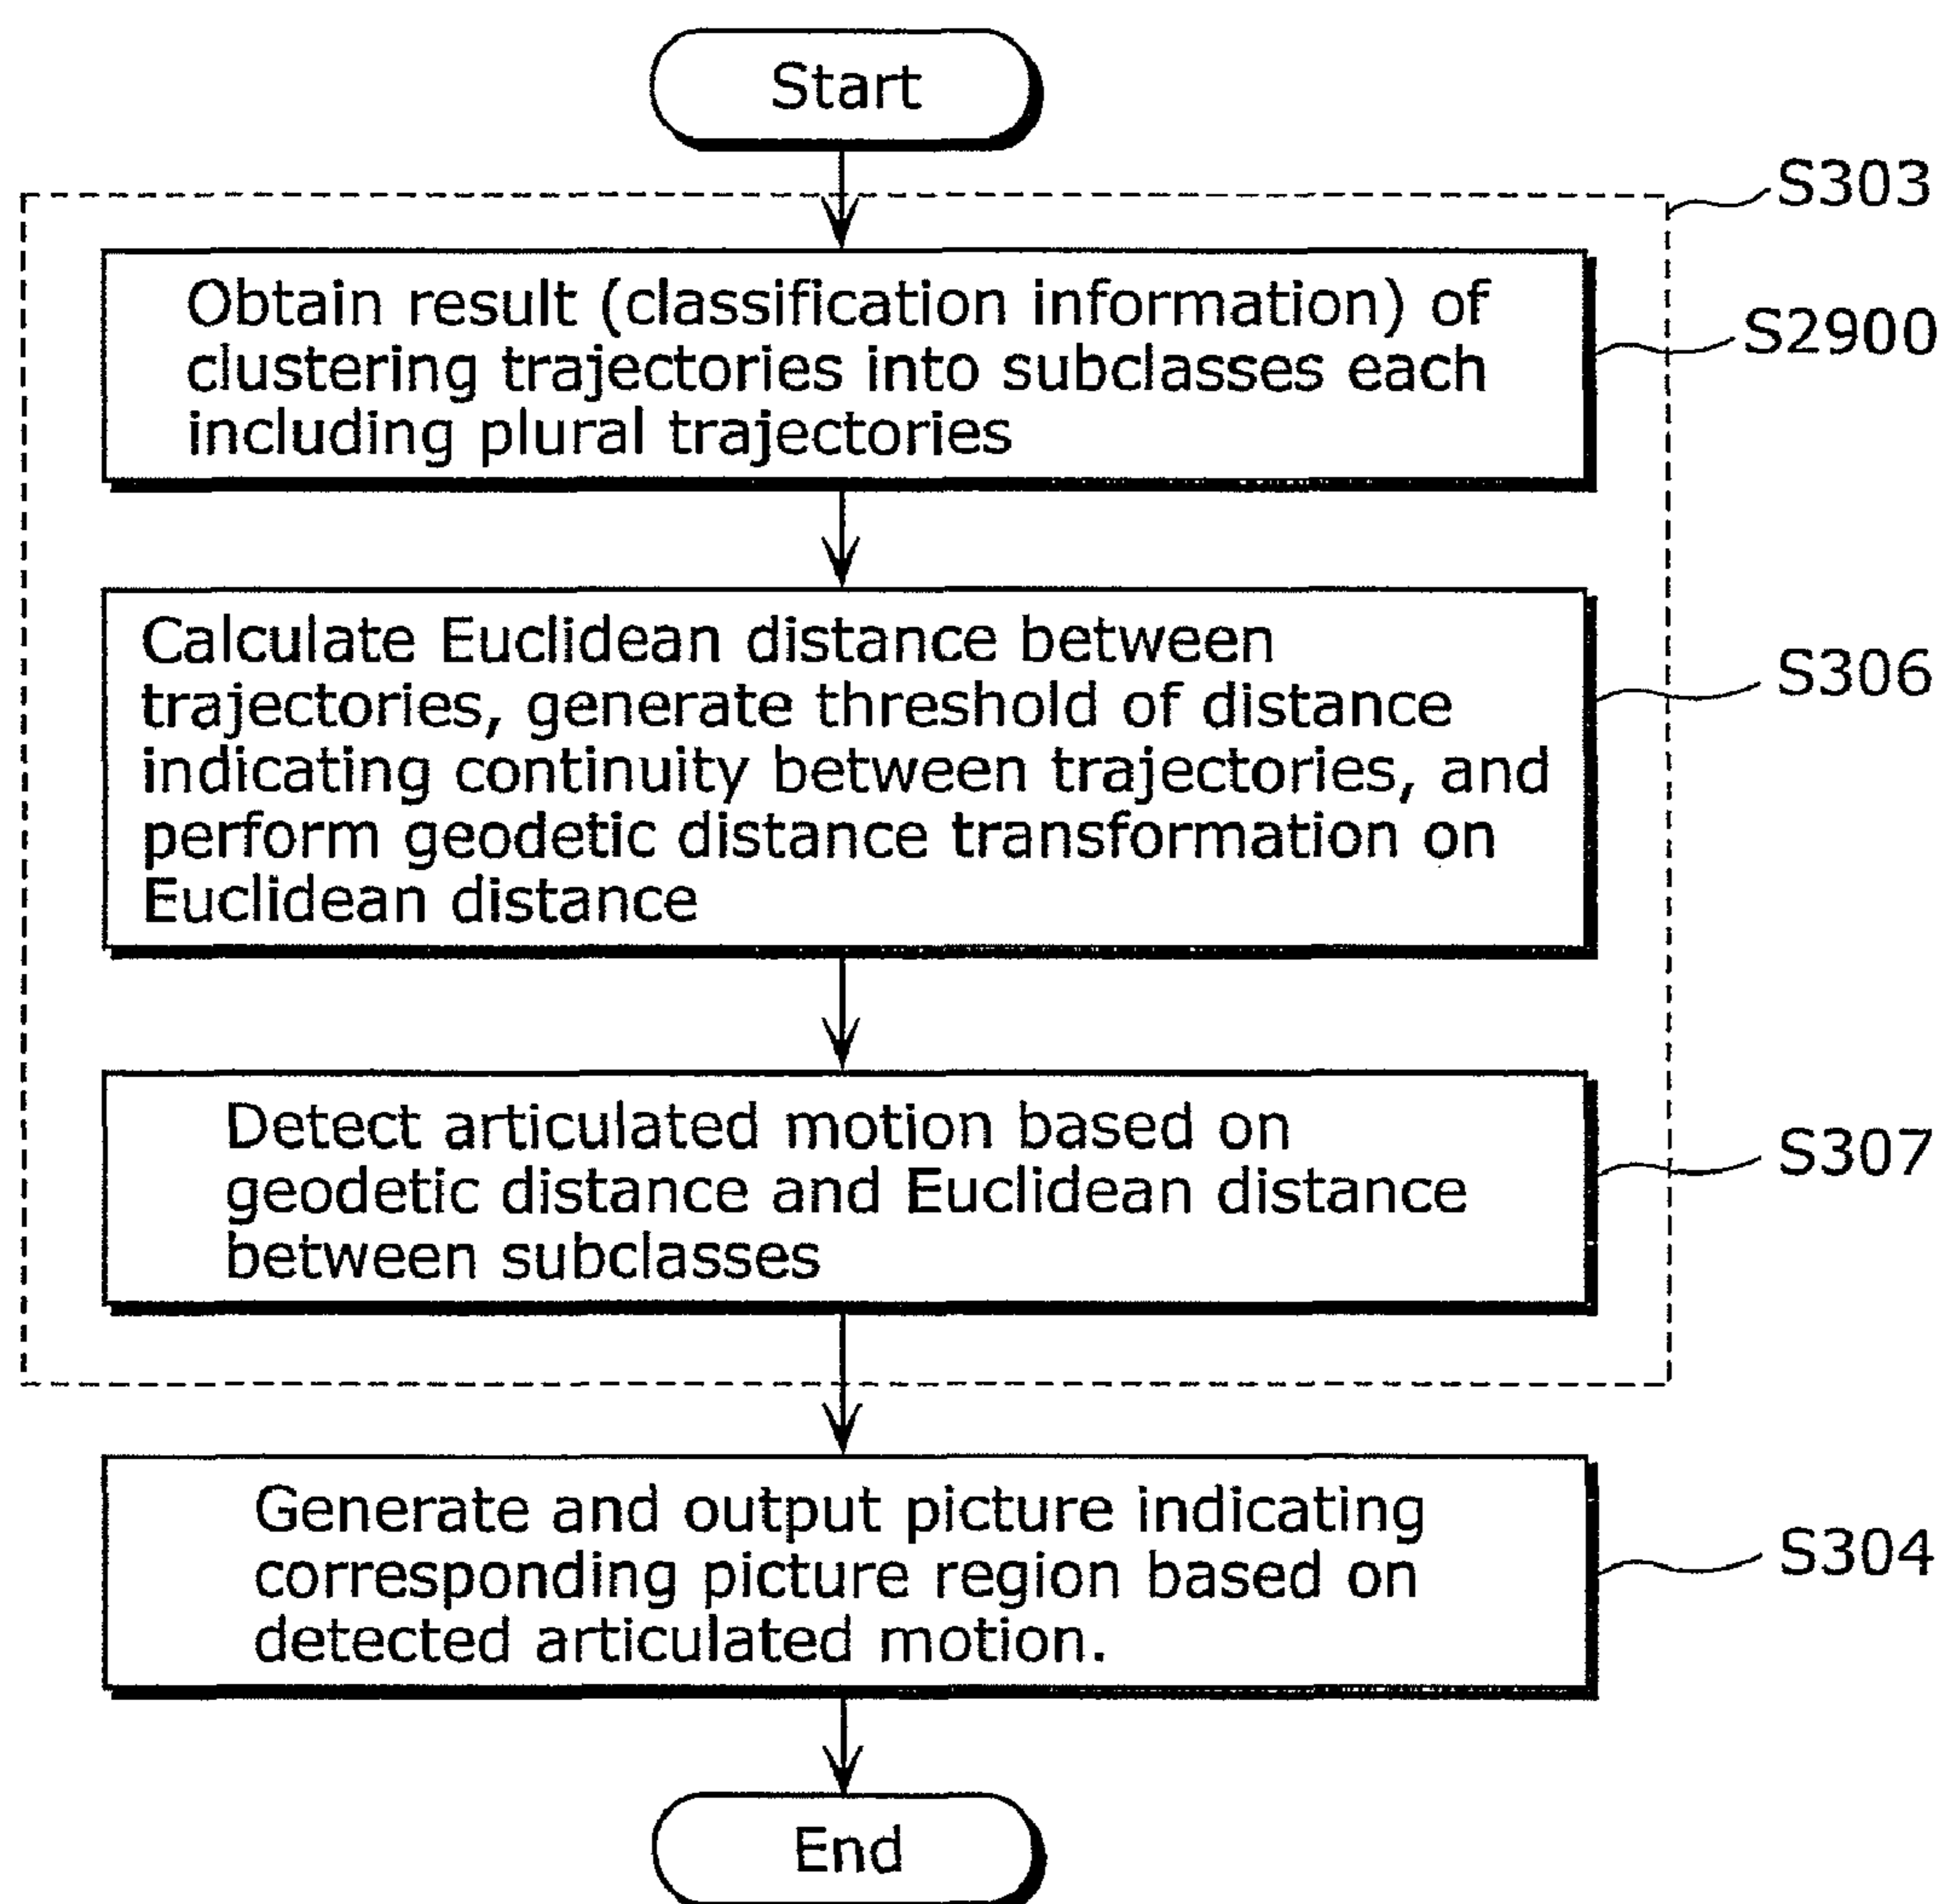 Start
S303
Obtain result (classification information) of
clustering trajectories into subclasses each
including plural trajectories
S2900
Calculate Euclidean distance between
trajectories, generate threshold of distance
indicating continuity between trajectories, and
perform geodetic distance transformation on
Euclidean distance
S306
Detect articulated motion based on
geodetic distance and Euclidean distance
between subclasses
S307
Generate and output picture indicating
corresponding picture region based on
detected articulated motion.
S304
End